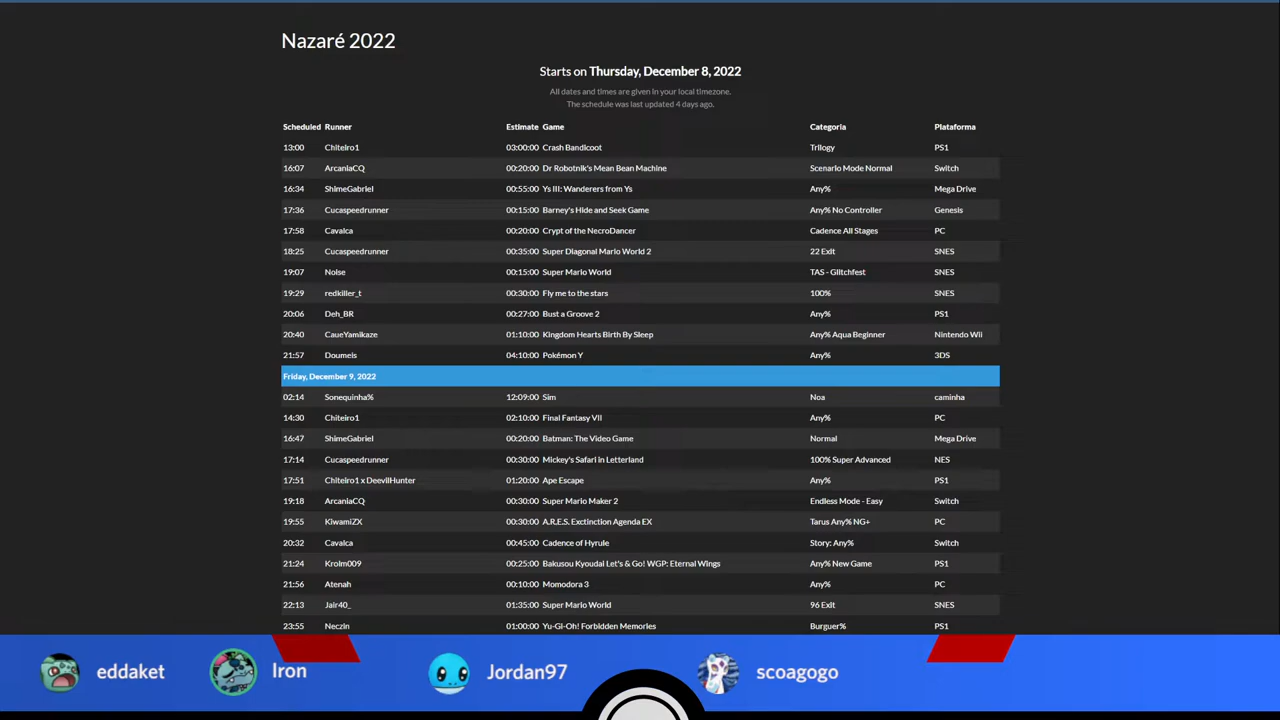 Nazaré 2022
Starts on Thursday, December 8, 2022
All dates and times are given in your local timezone.
The schedule was last updated 4 days ago.
Scheduled Runner Estimate Game Categoria Plataforma
13:00 Chiteiro1 03:00:00 Crash Bandicoot Trilogy PS1
16:07 ArcaniaCQ 00:20:00 Dr Robotnik's Mean Bean Machine Scenario Mode Normal Switch
16:34 ShimeGabriel 00:55:00 Ys III: Wanderers from Ys Any% Mega Drive
17:36 Cucaspeedrunner 00:15:00 Barney's Hide and Seek Game Any% No Controller Genesis
17:58 Cavalca 00:20:00 Crypt of the NecroDancer Cadence All Stages PC
18:25 Cucaspeedrunner 00:35:00 Super Diagonal Mario World 2 22 Exit SNES
19:07 Noise 00:15:00 Super Mario World TAS - Glitchfest SNES
19:29 redkiller_t 00:30:00 Fly me to the stars 100% SNES
20:06 Deh_BR 00:27:00 Bust a Groove 2 Any% PS1
20:40 CaueYamikaze 01:10:00 Kingdom Hearts Birth By Sleep Any% Aqua Beginner Nintendo Wii
21:57 Doumeis 04:10:00 Pokémon Y Any% 3DS
Friday, December 9, 2022
02:14 Sonequinha% 12:09:00 Sim Noa caminha
14:30 Chiteiro1 02:10:00 Final Fantasy VII Any% PC
16:47 ShimeGabriel 00:20:00 Batman: The Video Game Normal Mega Drive
17:14 Cucaspeedrunner 00:30:00 Mickey's Safari in Letterland 100% Super Advanced NES
17:51 Chiteiro1 x DeevilHunter 01:20:00 Ape Escape Any% PS1
19:18 ArcaniaCQ 00:30:00 Super Mario Maker 2 Endless Mode - Easy Switch
19:55 KiwamiZX 00:30:00 A.R.E.S. Exctinction Agenda EX Tarus Any% NG+ PC
20:32 Cavalca 00:45:00 Cadence of Hyrule Story: Any% Switch
21:24 Krolm009 00:25:00 Bakusou Kyoudai Let's & Go! WGP: Eternal Wings Any% New Game PS1
21:56 Atenah 00:10:00 Momodora 3 Any% PC
22:13 Jair40_ 01:35:00 Super Mario World 96 Exit SNES
23:55 Neczin 01:00:00 Yu-Gi-Oh! Forbidden Memories Burguer% PS1
eddaket Iron Jordan97 scoagogo